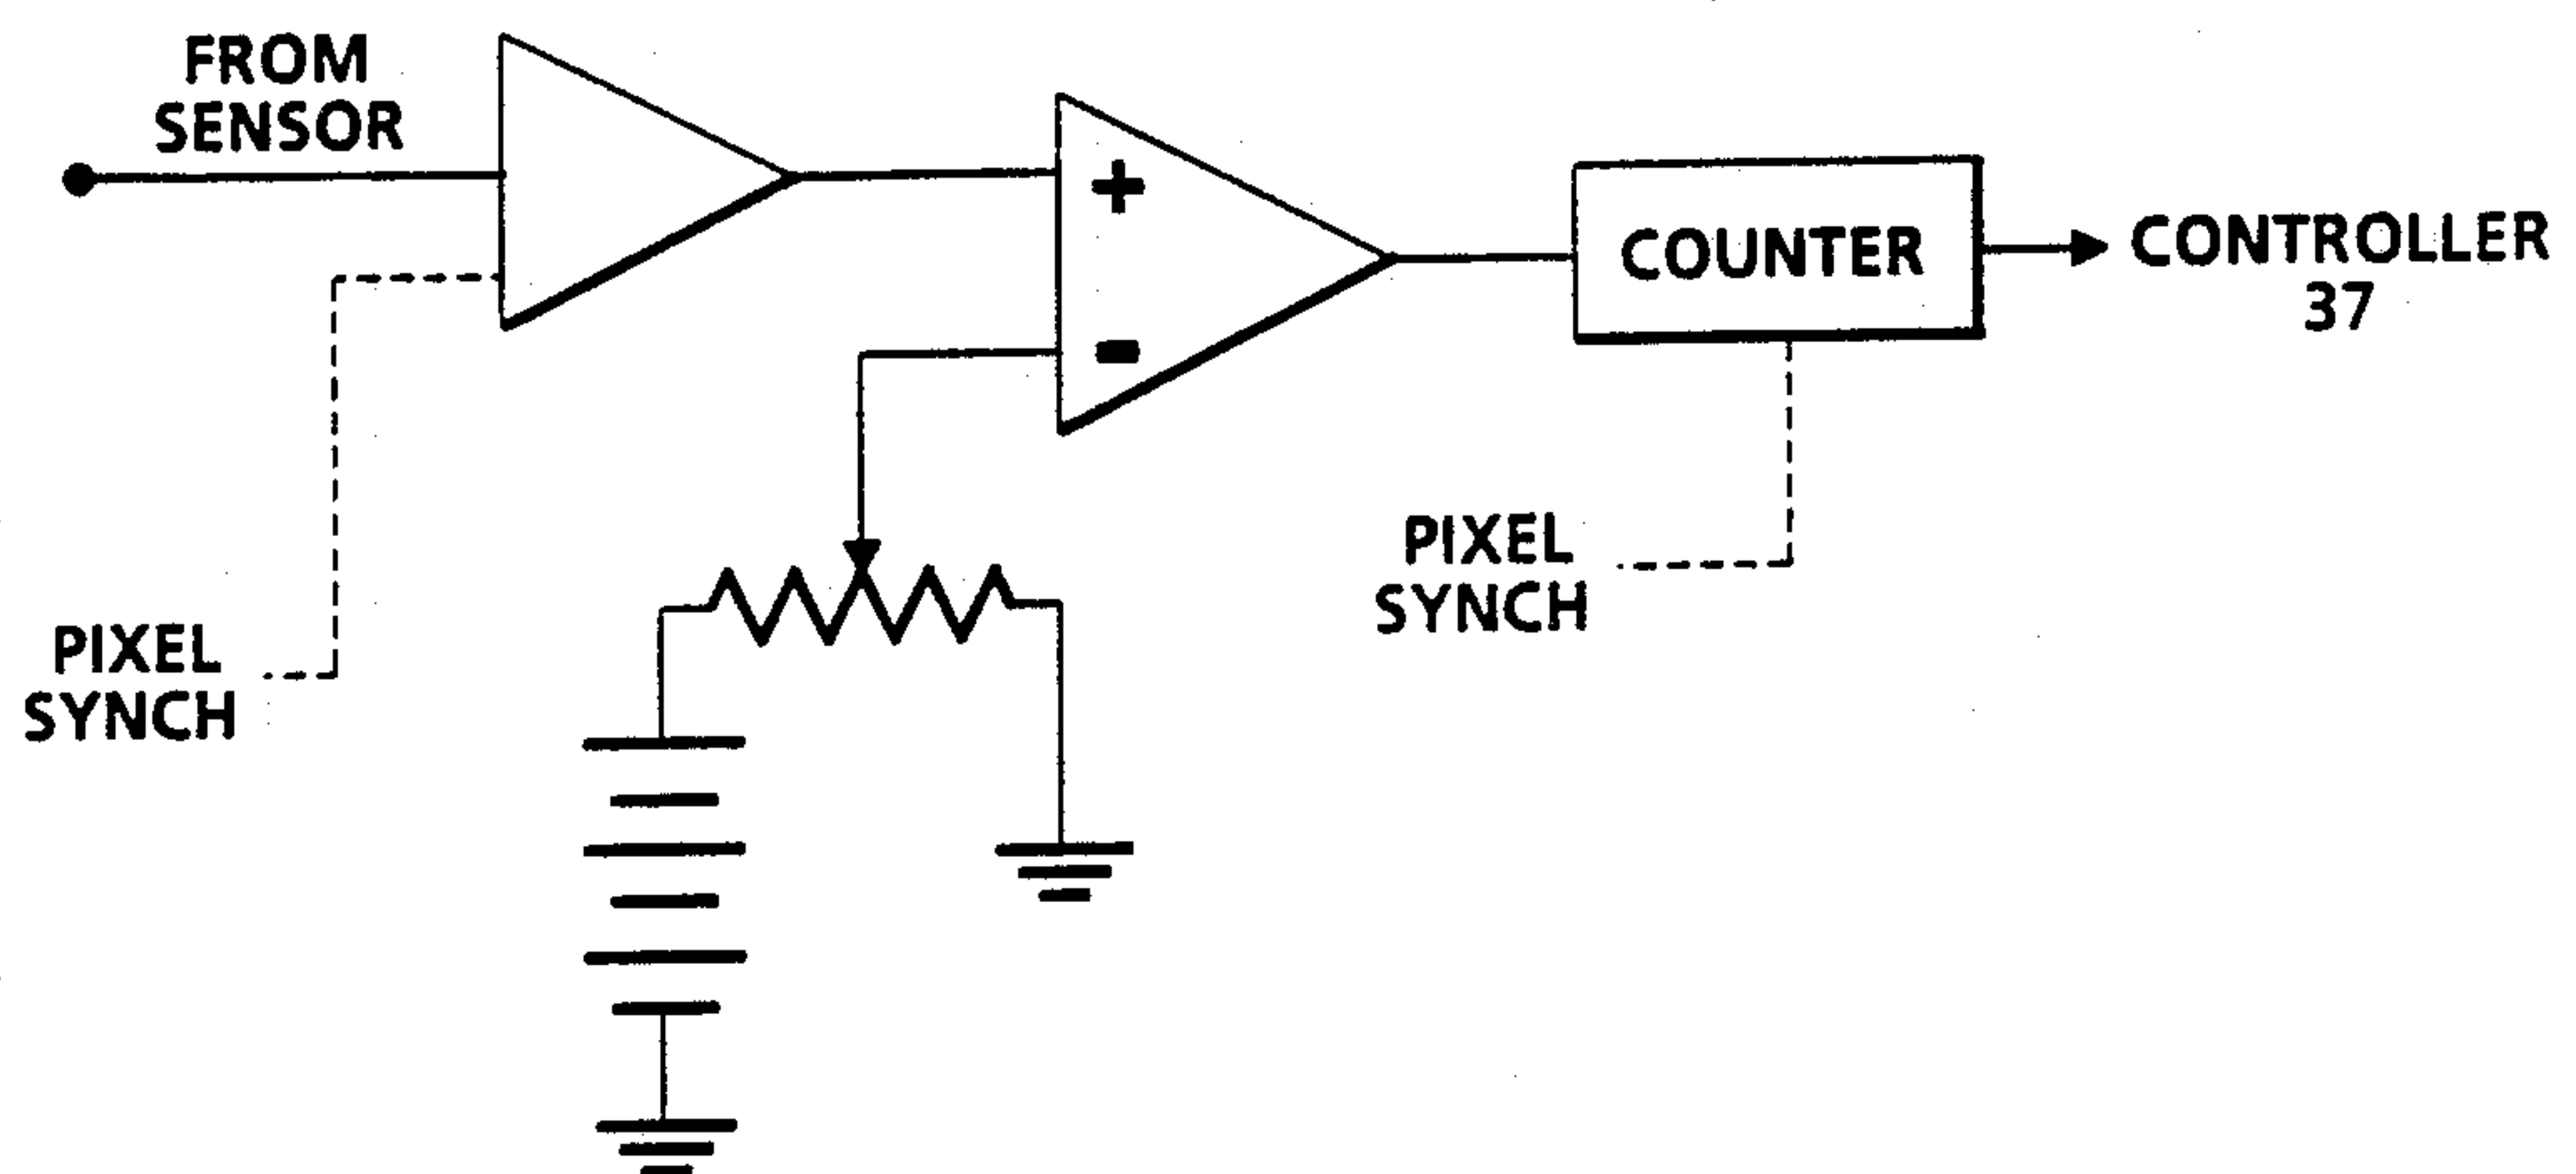 FROM
SENSOR
+
-
COUNTER
CONTROLLER
37
PIXEL
SYNCH
PIXEL
SYNCH